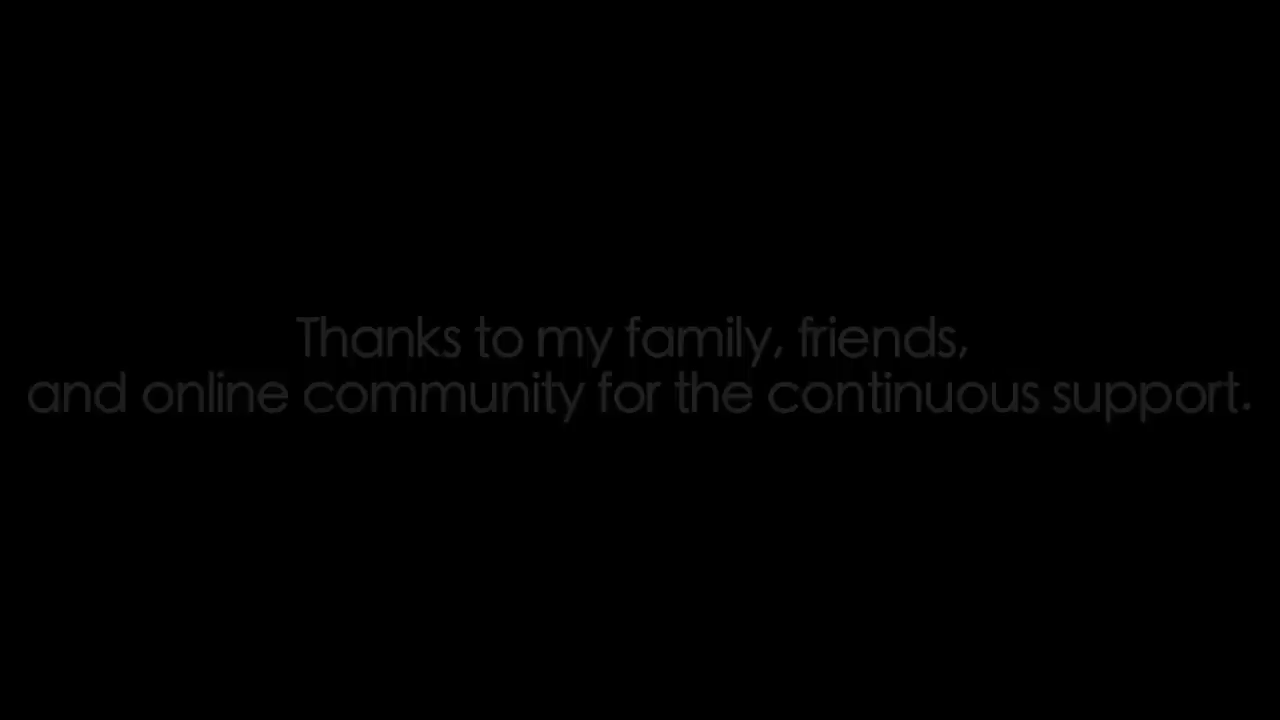 Thanks to my family, friends,
and online community for the continuous support.